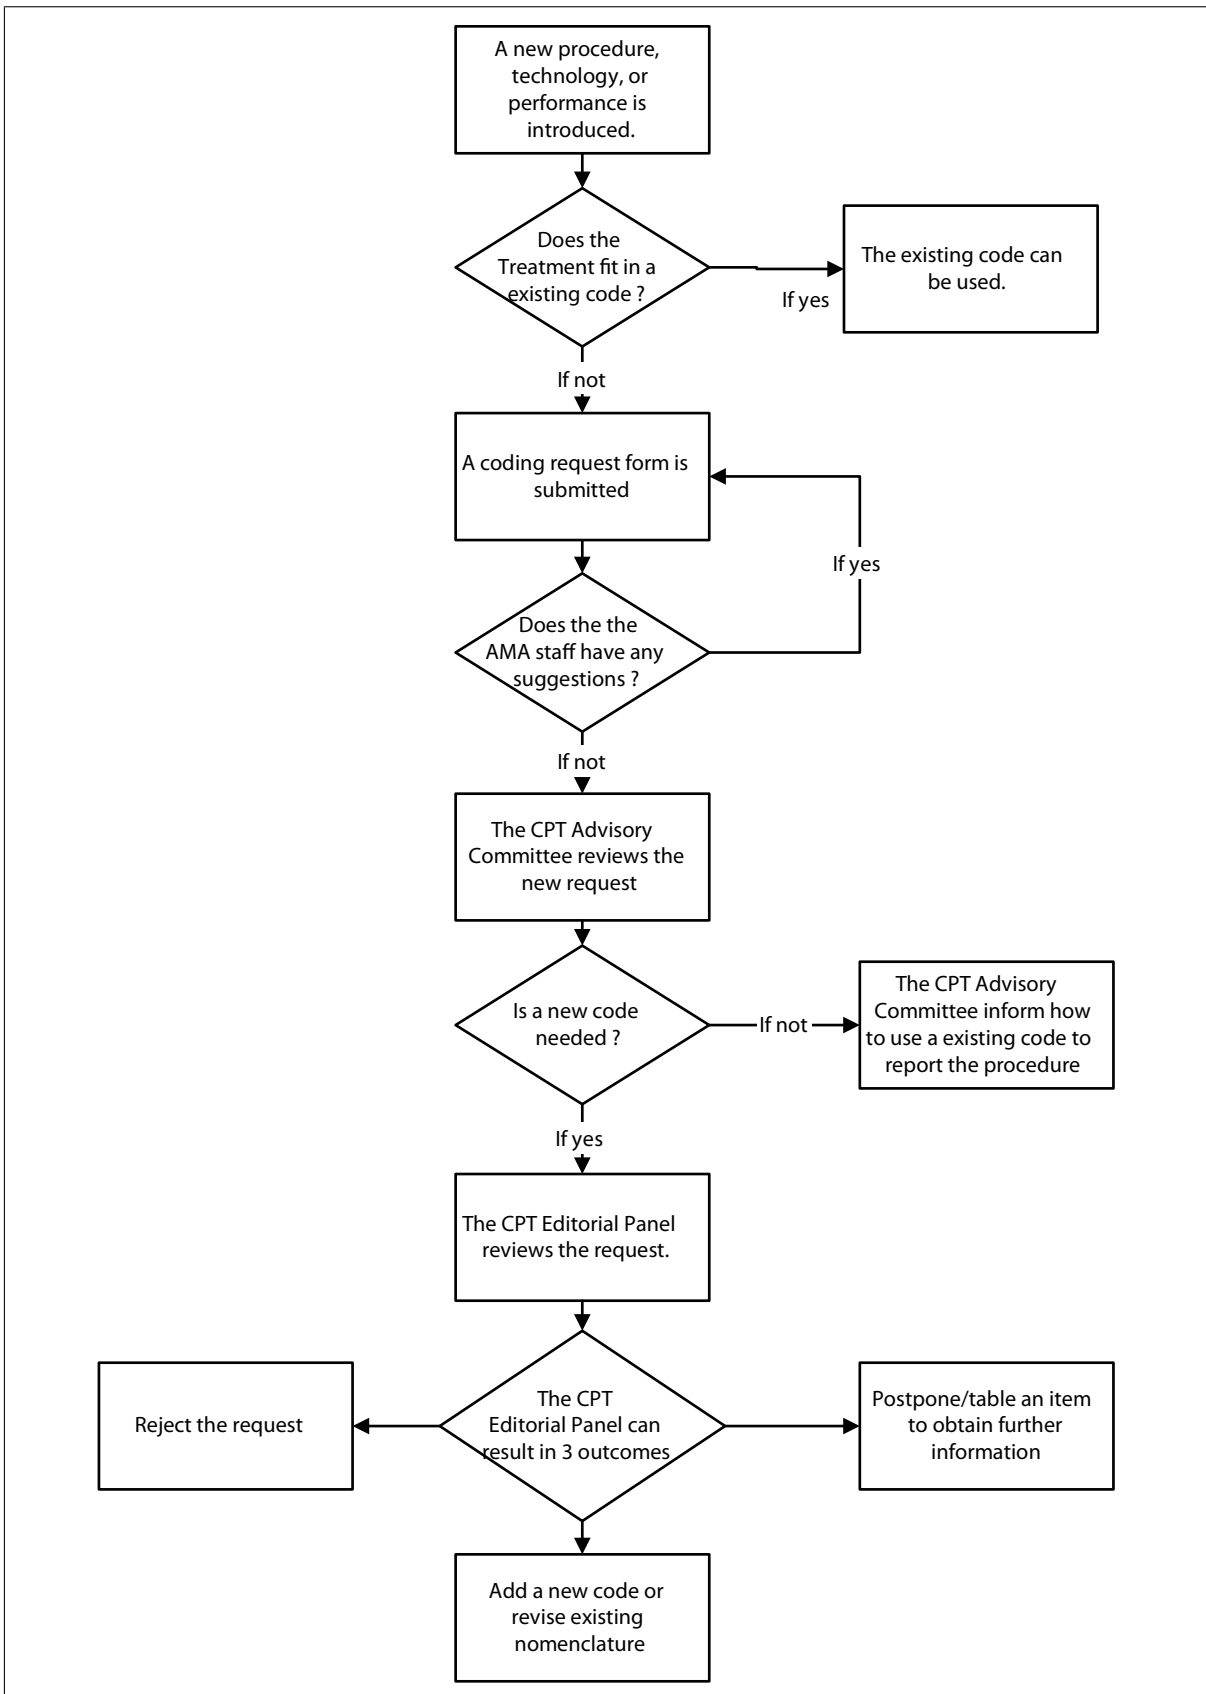 A new procedure,
technology, or
performance is
introduced.
Does the
Treatment fit in a
existing code ?
If yes
The existing code can
be used.
If not
A coding request form is
submitted
If yes
Does the the
AMA staff have any
suggestions ?
If not
The CPT Advisory
Committee reviews the
new request
Is a new code
needed ?
If not
The CPT Advisory
Committee inform how
to use a existing code to
report the procedure
If yes
The CPT Editorial Panel
reviews the request.
Reject the request
The CPT
Editorial Panel can
result in 3 outcomes
Postpone/table an item
to obtain further
information
Add a new code or
revise existing
nomenclature